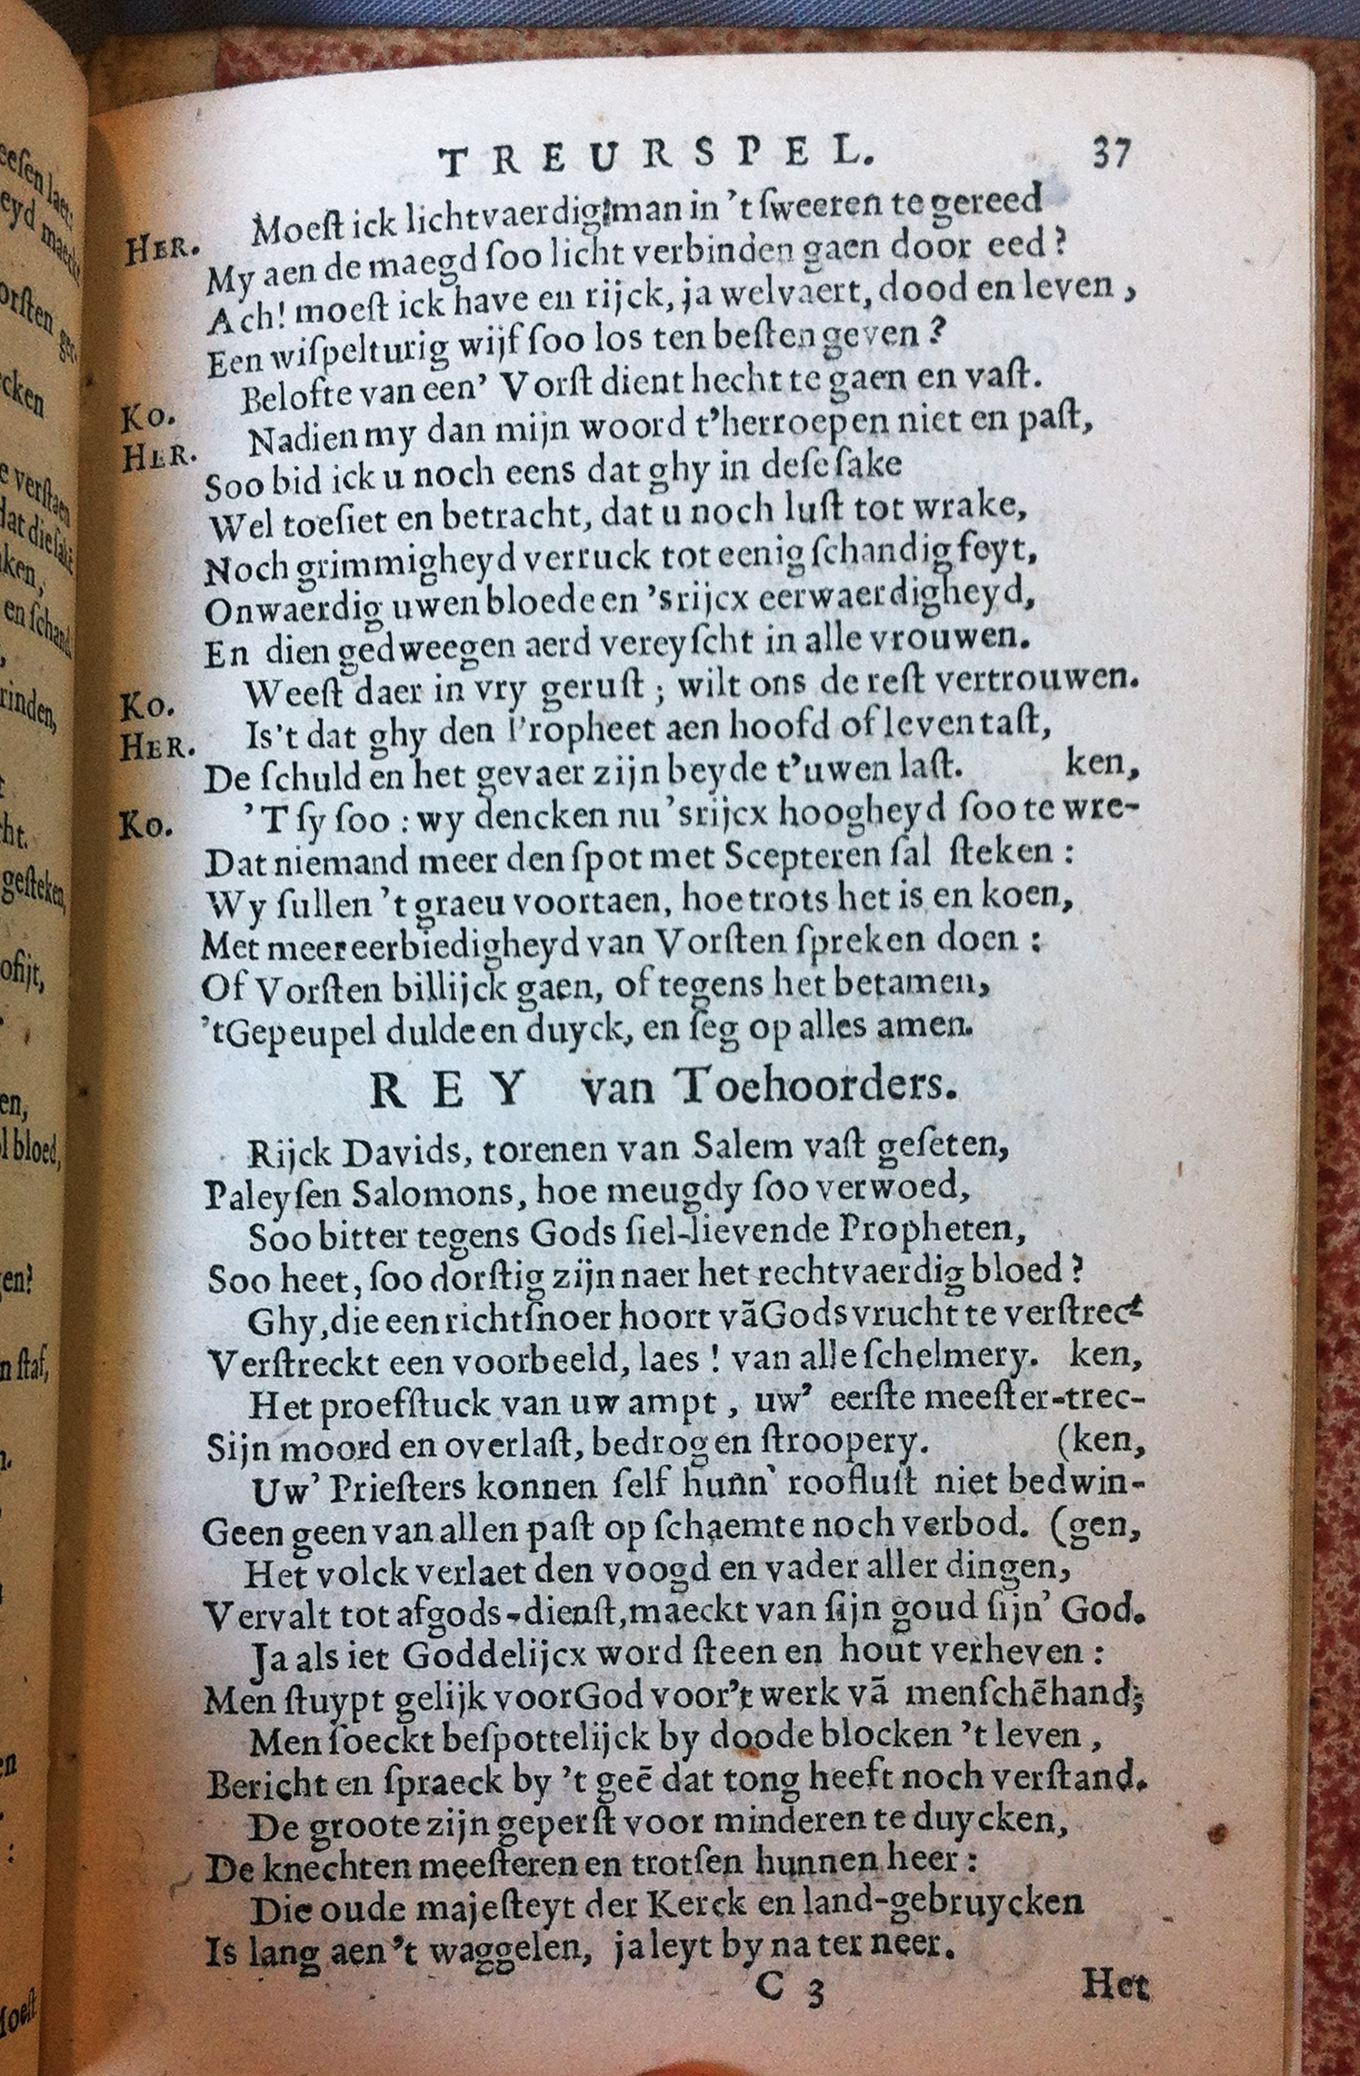 TREURSPEL. 37
HER. Moeſt ick lichtvaerdig man in 't ſweeren te gereed
My aen de maegd ſoo licht verbinden gaen door eed?
Ach! moeſt ick have en rijck, ja welvaert, dood en leven,
Een wiſpelturig wijf ſoo los ten beſten geven?
KO. Belofte van een' Vorſt dient hecht te gaen en vaſt.
HER. Nadien my dan mijn woord t'herroepen niet en paſt,
Soo bid ick u noch eens dat ghy in deſe ſake
Wel toeſiet en betracht, dat u noch luſt tot wrake,
Noch grimmigheyd verruck tot eenig ſchandig feyt,
Onwaerdig uwen bloede en 'srijcx eerwaerdigheyd,
En dien gedweegen aerd vereyſcht in alle vrouwen.
KO. Weeſt daer in vry geruſt; wilt ons de reſt vertrouwen.
HER. Is't dat ghy den Propheet aen hoofd of leven taſt,
De ſchuld en het gevaer zijn beyde t'uwen laſt. ken,
KO. 'T ſy ſoo: wy dencken nu 'srijcx hoogheyd ſoo te wre-
Dat niemand meer den ſpot met Scepteren ſal ſteken:
Wy ſullen 't graeu voortaen, hoe trots het is en koen,
Met meer eerbiedigheyd van Vorſten ſpreken doen:
Of Vorſten billijck gaen, of tegens het betamen,
'tGepeupel dulde en duyck, en ſeg op alles amen.
REY van Toehoorders.
Rijck Davids, torenen van Salem vaſt geſeten,
Paleyſen Salomons, hoe meugdy ſoo verwoed,
Soo bitter tegens Gods ſiel-lievende Propheten,
Soo heet, ſoo dorſtig zijn naer het rechtvaerdig bloed?
Ghy, die een richtſnoer hoort vã Gods vrucht te verſtrec-
Verſtreckt een voorbeeld, laes! van alle ſchelmery. ken,
Het proefſtuck van uw ampt, uw' eerſte meeſter-trec-
Sijn moord en overlaſt, bedrog en ſtroopery. (ken,
Uw' Prieſters konnen ſelf hunn' roofluſt niet bedwin-
Geen geen van allen paſt op ſchaemte noch verbod. (gen,
Het volck verlaet den voogd en vader aller dingen,
Vervalt tot afgods-dienſt, maeckt van ſijn goud ſijn' God.
Ja als iet Goddelijcx word ſteen en hout verheven:
Men ſtuypt gelijk voor God voor't werk vã menſchẽhand;
Men ſoeckt beſpottelijck by doode blocken 't leven,
Bericht en ſpraeck by 't geẽ dat tong heeft noch verſtand.
De groote zijn geperſt voor minderen te duycken,
De knechten meeſteren en trotſen hunnen heer:
Die oude majeſteyt der Kerck en land-gebruycken
Is lang aen 't waggelen, ja leyt by na ter neer.
C 3 Het